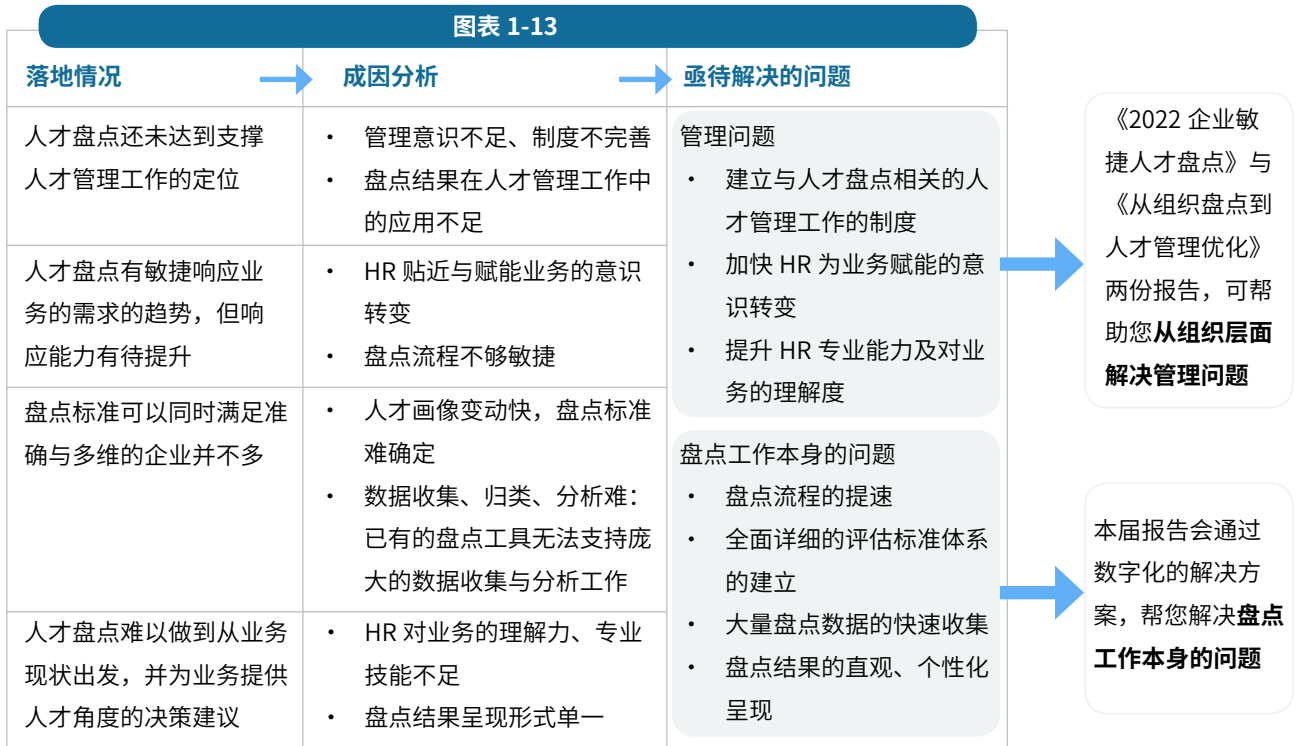 图表 1-13
落地情况
成因分析
亟待解决的问题
人才盘点还未达到支撑
人才管理工作的定位
• 管理意识不足、制度不完善
• 盘点结果在人才管理工作中
的应用不足
人才盘点有敏捷响应业
务的需求的趋势，但响
应能力有待提升
• HR 贴近与赋能业务的意识
转变
• 盘点流程不够敏捷
盘点标准可以同时满足准
确与多维的企业并不多
• 人才画像变动快，盘点标准
难确定
• 数据收集、归类、分析难：
已有的盘点工具无法支持庞
大的数据收集与分析工作
人才盘点难以做到从业务
现状出发，并为业务提供
人才角度的决策建议
• HR 对业务的理解力、专业
技能不足
• 盘点结果呈现形式单一
管理问题
• 建立与人才盘点相关的人
才管理工作的制度
• 加快 HR 为业务赋能的意
识转变
• 提升 HR 专业能力及对业
务的理解度
盘点工作本身的问题
• 盘点流程的提速
• 全面详细的评估标准体系
的建立
• 大量盘点数据的快速收集
• 盘点结果的直观、个性化
呈现
《2022 企业敏
捷人才盘点》与
《从组织盘点到
人才管理优化》
两份报告，可帮
助您从组织层面
解决管理问题
本届报告会通过
数字化的解决方
案，帮您解决盘点
工作本身的问题